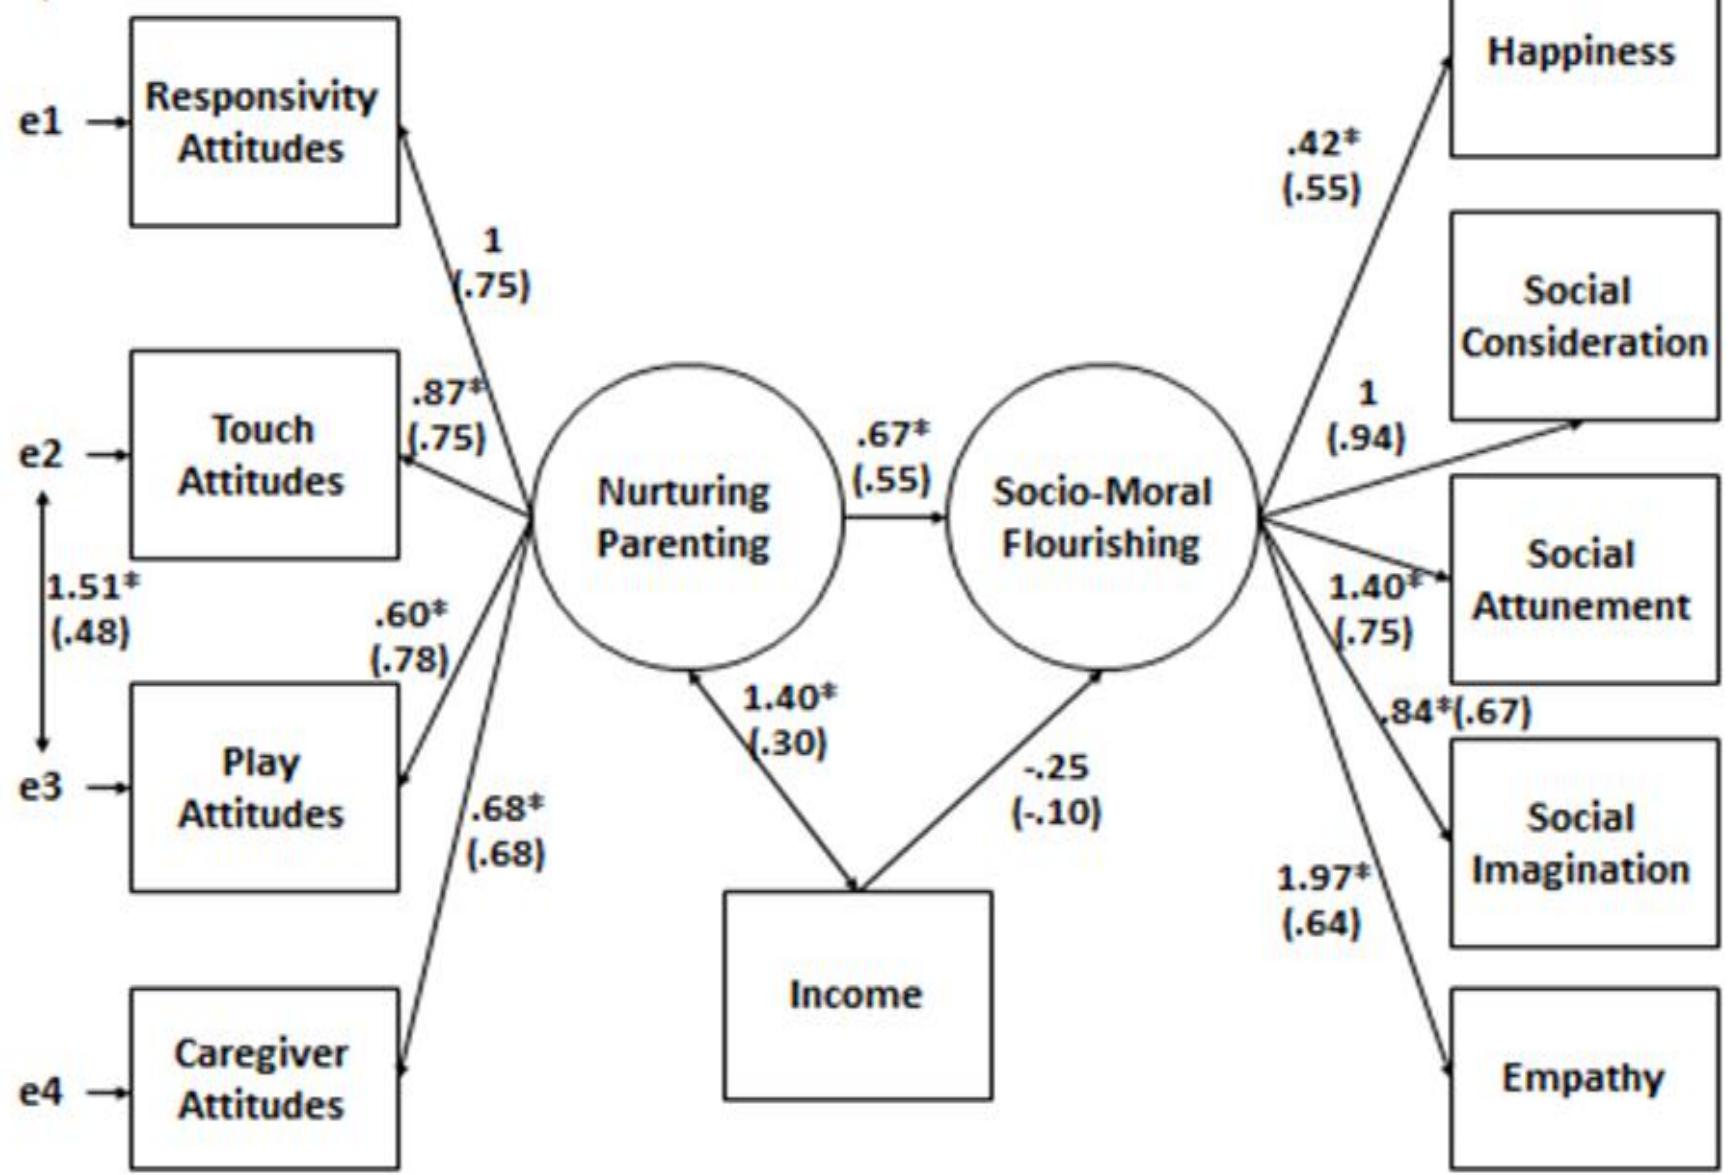 Happiness
Responsivity
Attitudes
e1
.42*
(.55)
1
(.75)
Social
Consideration
.87*
(.75)
1
(.94)
Touch
Attitudes
e2
.67*
(.55)
Nurturing
Parenting
Socio-Moral
Flourishing
Social
Attunement
1.51*
(.48)
.60*
(.78)
1.40*
(.75)
1.40*
(.30)
.84*(.67)
Play
Attitudes
e3
-.25
(-.10)
.68*
(.68)
Social
Imagination
1.97*
(.64)
Income
Caregiver
Attitudes
e4
Empathy